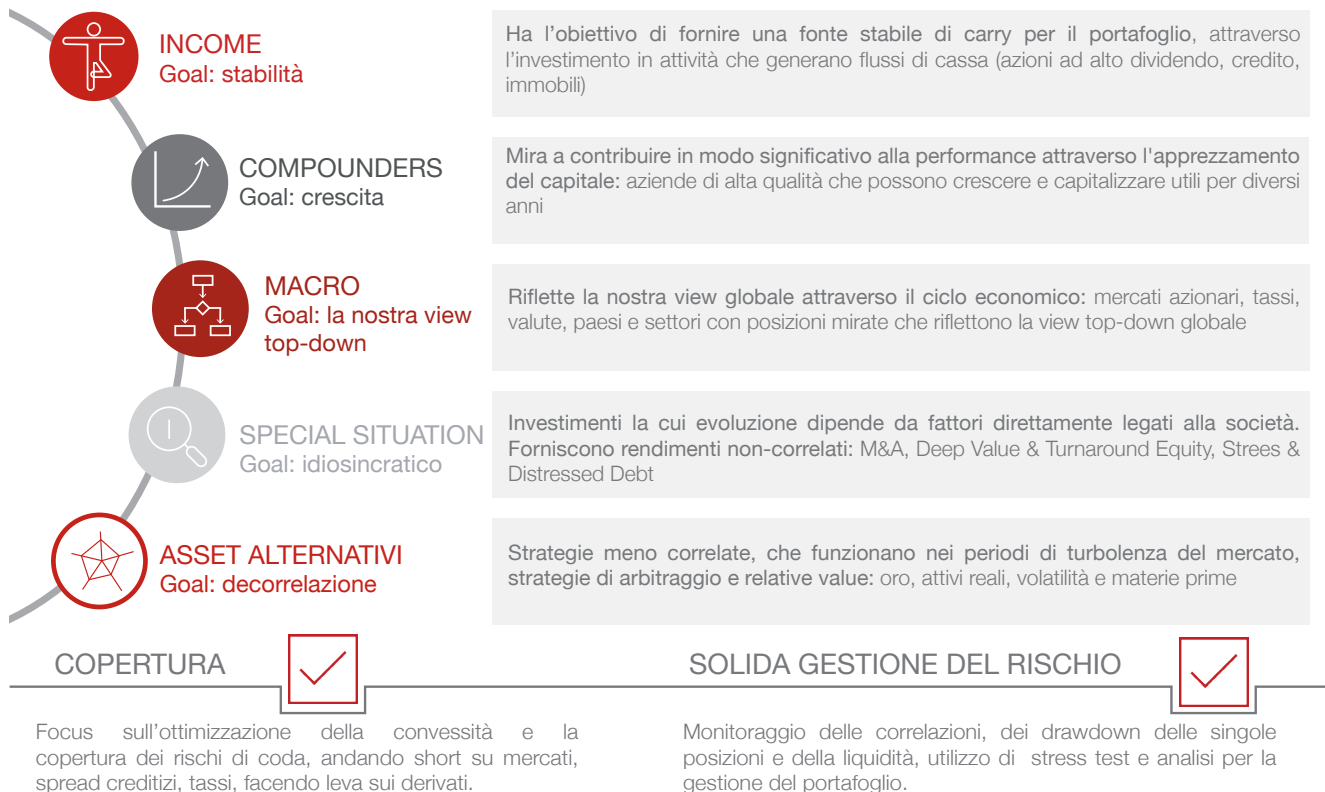 INCOME
Goal: stabilità
Ha l’obiettivo di fornire una fonte stabile di carry per il portafoglio, attraverso
l’investimento in attività che generano flussi di cassa (azioni ad alto dividendo, credito,
immobili)
COMPOUNDERS
Goal: crescita
Mira a contribuire in modo significativo alla performance attraverso l'apprezzamento
del capitale: aziende di alta qualità che possono crescere e capitalizzare utili per diversi
anni
MACRO
Goal: la nostra view
top-down
Riflette la nostra view globale attraverso il ciclo economico: mercati azionari, tassi,
valute, paesi e settori con posizioni mirate che riflettono la view top-down globale
SPECIAL SITUATION
Goal: idiosincratico
Investimenti la cui evoluzione dipende da fattori direttamente legati alla società.
Forniscono rendimenti non-correlati: M&A, Deep Value & Turnaround Equity, Strees &
Distressed Debt
ASSET ALTERNATIVI
Goal: decorrelazione
Strategie meno correlate, che funzionano nei periodi di turbolenza del mercato,
strategie di arbitraggio e relative value: oro, attivi reali, volatilità e materie prime
COPERTURA
Focus sull’ottimizzazione della convessità e la
copertura dei rischi di coda, andando short su mercati,
spread creditizi, tassi, facendo leva sui derivati.
SOLIDA GESTIONE DEL RISCHIO
Monitoraggio delle correlazioni, dei drawdown delle singole
posizioni e della liquidità, utilizzo di stress test e analisi per la
gestione del portafoglio.